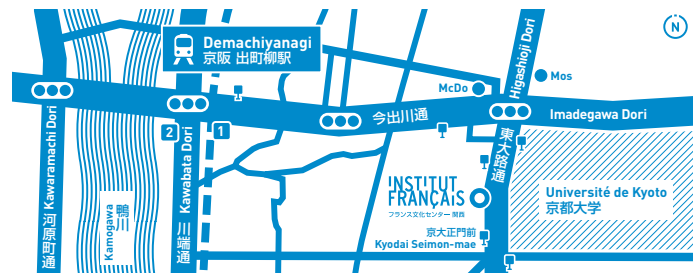 Demachiyanagi
京阪 出町柳駅
N
McDo
Mos
Higashioji Dori
今出川通
Imadegawa Dori
2
1
Kawaramachi Dori
河原町通
Kamogawa
鴨川
Kawabata Dori
川端通
東大路通
INSTITUT
FRANÇAIS
フランス文化センター 関西
Université de Kyoto
京都大学
京大正門前
Kyodai Seimon-mae